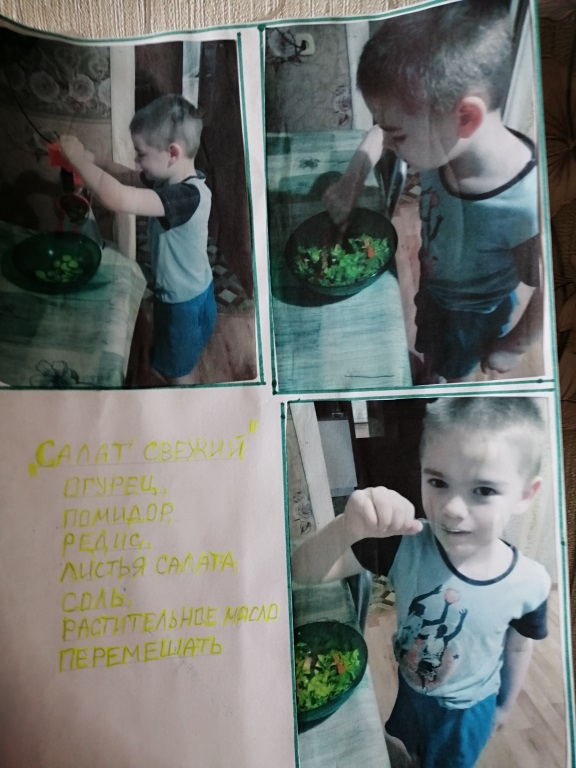 "САЛАТ СВЕЖИЙ"
ОГУРЕЦ,
ПОМИДОР,
РЕДИС,
ЛИСТЬЯ САЛАТА,
СОЛЬ,
РАСТИТЕЛЬНОЕ МАСЛО
ПЕРЕМЕШАТЬ